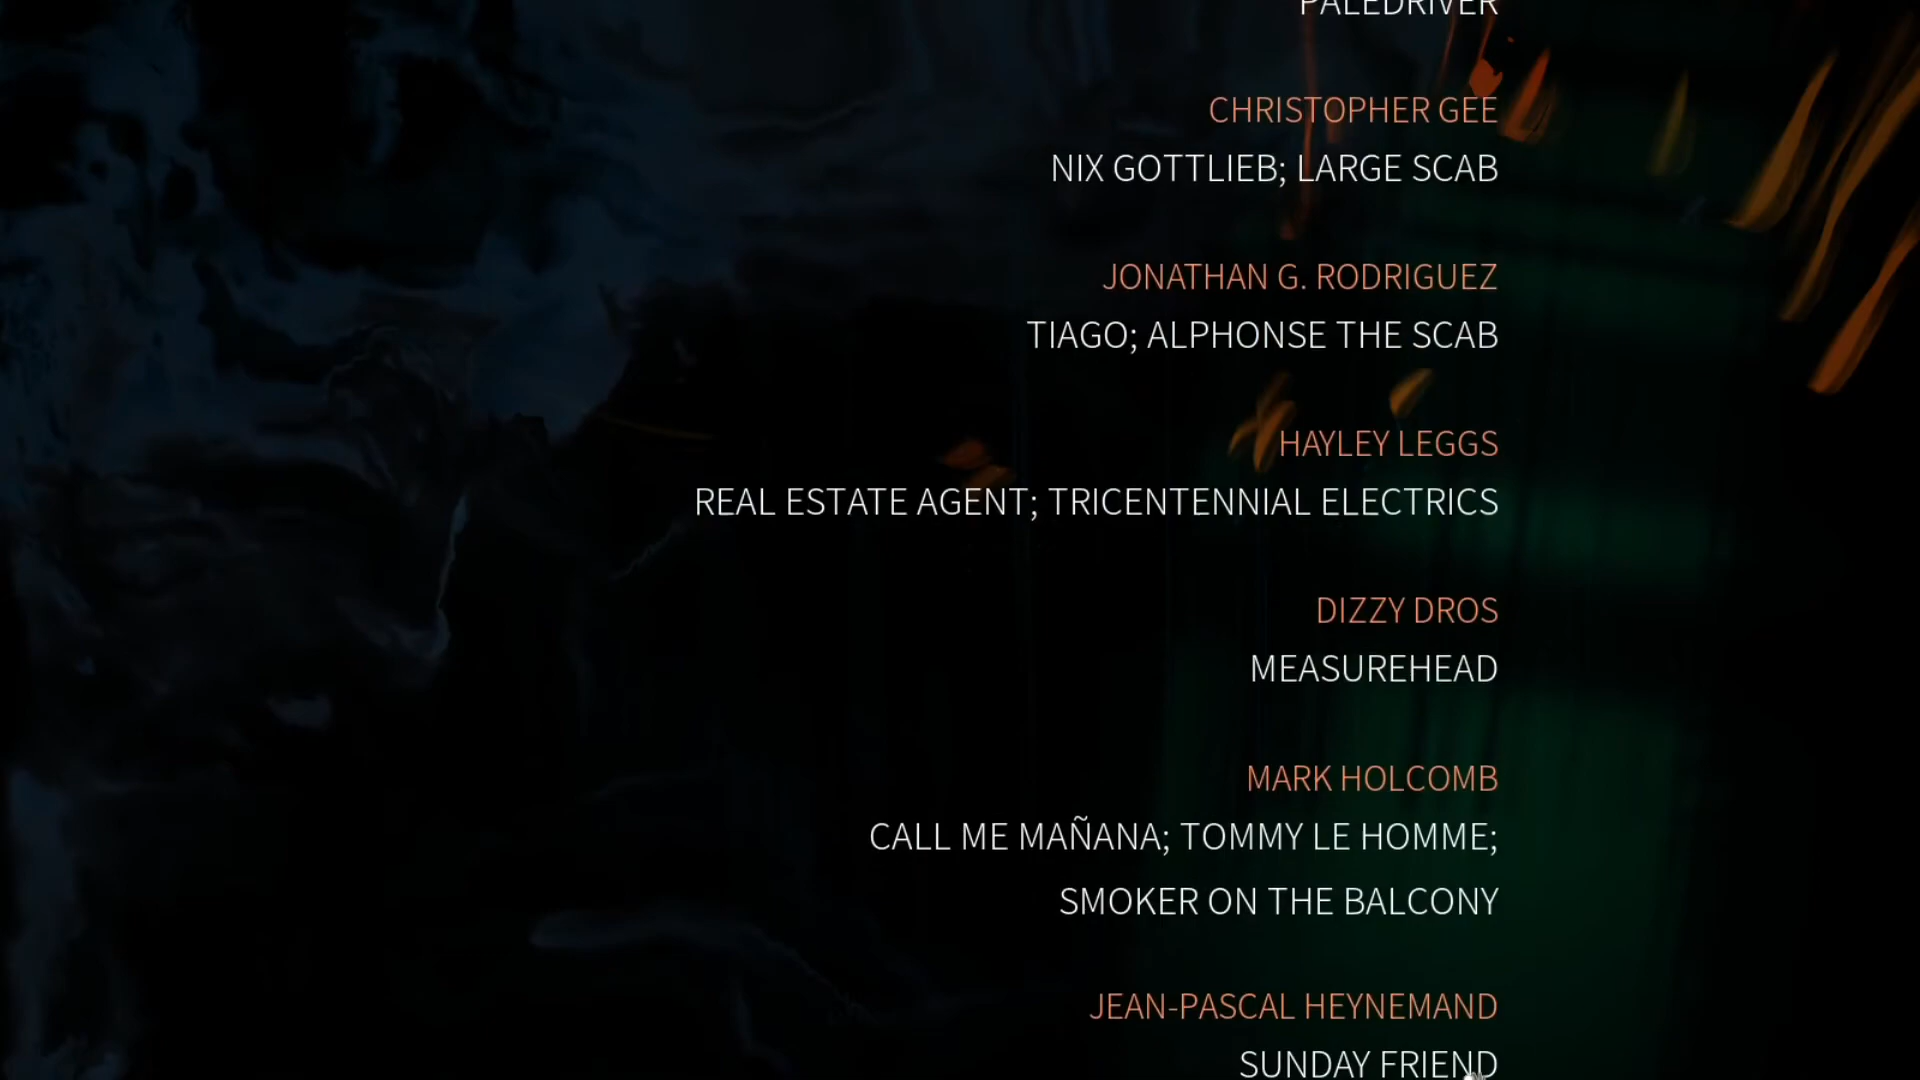 PALEDRIVER
CHRISTOPHER GEE
NIX GOTTLIEB; LARGE SCAB
JONATHAN G. RODRIGUEZ
TIAGO; ALPHONSE THE SCAB
HAYLEY LEGGS
REAL ESTATE AGENT; TRICENTENNIAL ELECTRICS
DIZZY DROS
MEASUREHEAD
MARK HOLCOMB
CALL ME MAÑANA; TOMMY LE HOMME;
SMOKER ON THE BALCONY
JEAN-PASCAL HEYNEMAND
SUNDAY FRIEND